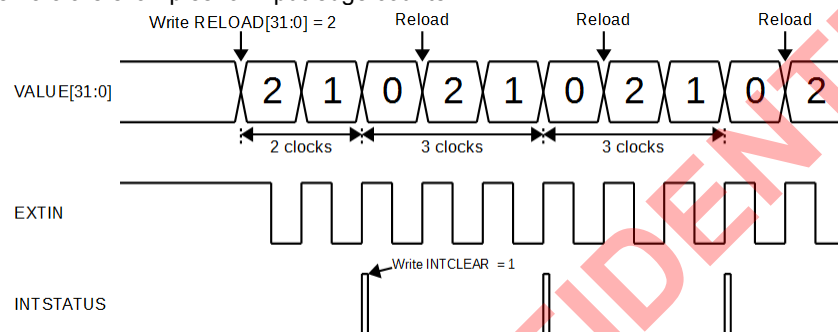 Write RELOAD[31:0] = 2 Reload Reload Reload
VALUE[31:0] 2 1 0 2 1 0 2 1 0 2
2 clocks 3 clocks 3 clocks
EXTIN
Write INTCLEAR = 1
INTSTATUS